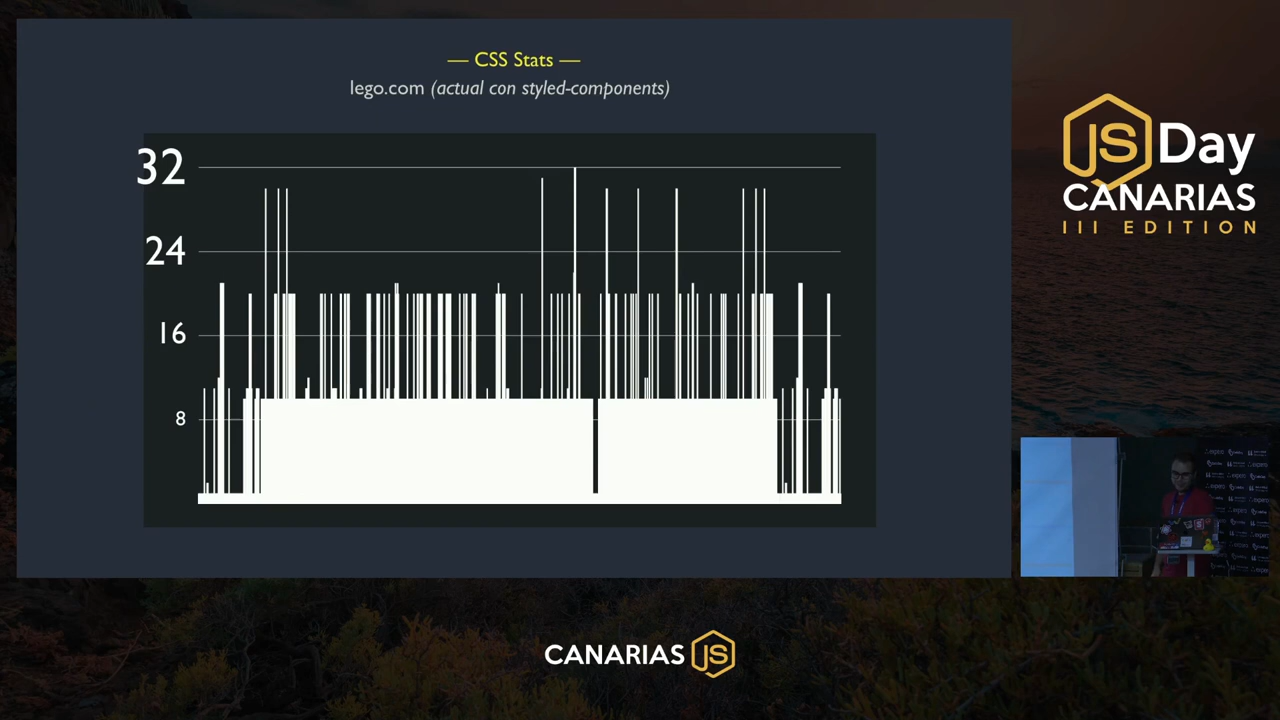 — CSS Stats —
lego.com (actual con styled-components)
32
24
16
8
JS Day
CANARIAS
III EDITION
CANARIAS JS